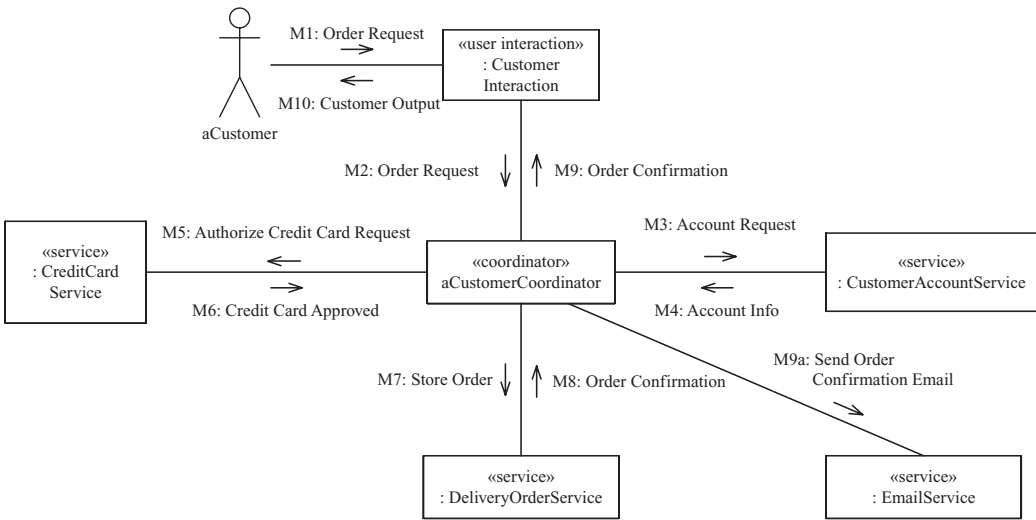 M1: Order Request
«user interaction»
: Customer
Interaction
M10: Customer Output
aCustomer
M2: Order Request
M9: Order Confirmation
M5: Authorize Credit Card Request
M3: Account Request
«service»
: CreditCard
Service
«coordinator»
aCustomerCoordinator
«service»
: CustomerAccountService
M6: Credit Card Approved
M4: Account Info
M7: Store Order
M8: Order Confirmation
M9a: Send Order
Confirmation Email
«service»
: DeliveryOrderService
«service»
: EmailService